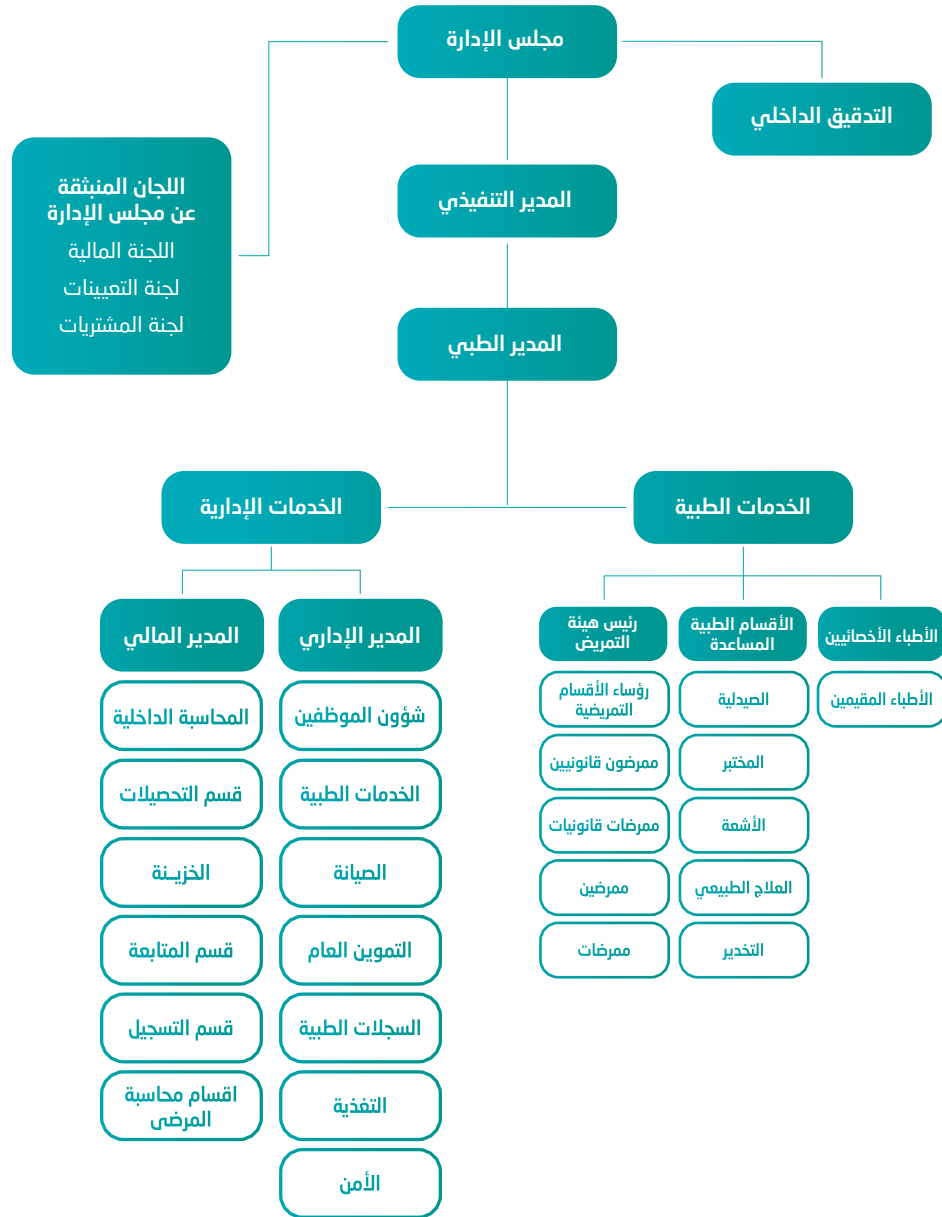 مجلس الإدارة
التدقيق الداخلي
اللجان المنبثقة
عن مجلس الإدارة
اللجنة المالية
لجنة التعيينات
لجنة المشتريات
المدير التنفيذي
المدير الطبي
الخدمات الطبية
الخدمات الإدارية
الأطباء الأخصائيين
الأطباء المقيمين
الأقسام الطبية
المساعدة
الصيدلية
المختبر
الأشعة
العلاج الطبيعي
التخدير
رئيس هيئة
التمريض
رؤساء الأقسام
التمريضية
ممرضون قانونيين
ممرضات قانونيات
ممرضين
ممرضات
المدير الإداري
شؤون الموظفين
الخدمات الطبية
الصيانة
التموين العام
السجلات الطبية
التغذية
الأمن
المدير المالي
المحاسبة الداخلية
قسم التحصيلات
الخزيــنة
قسم المتابعة
قسم التسجيل
اقسام محاسبة
المرضى